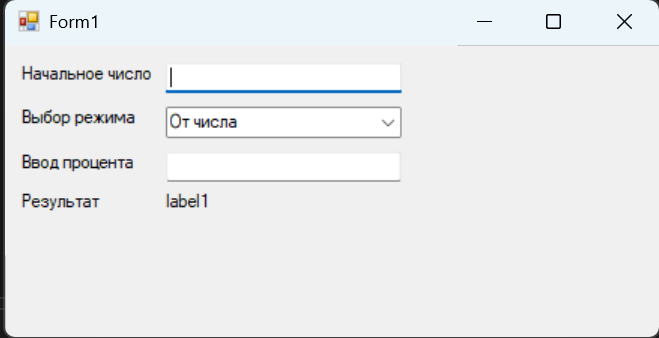 Form1
Начальное число
Выбор режима От числа
Ввод процента
Результат label1